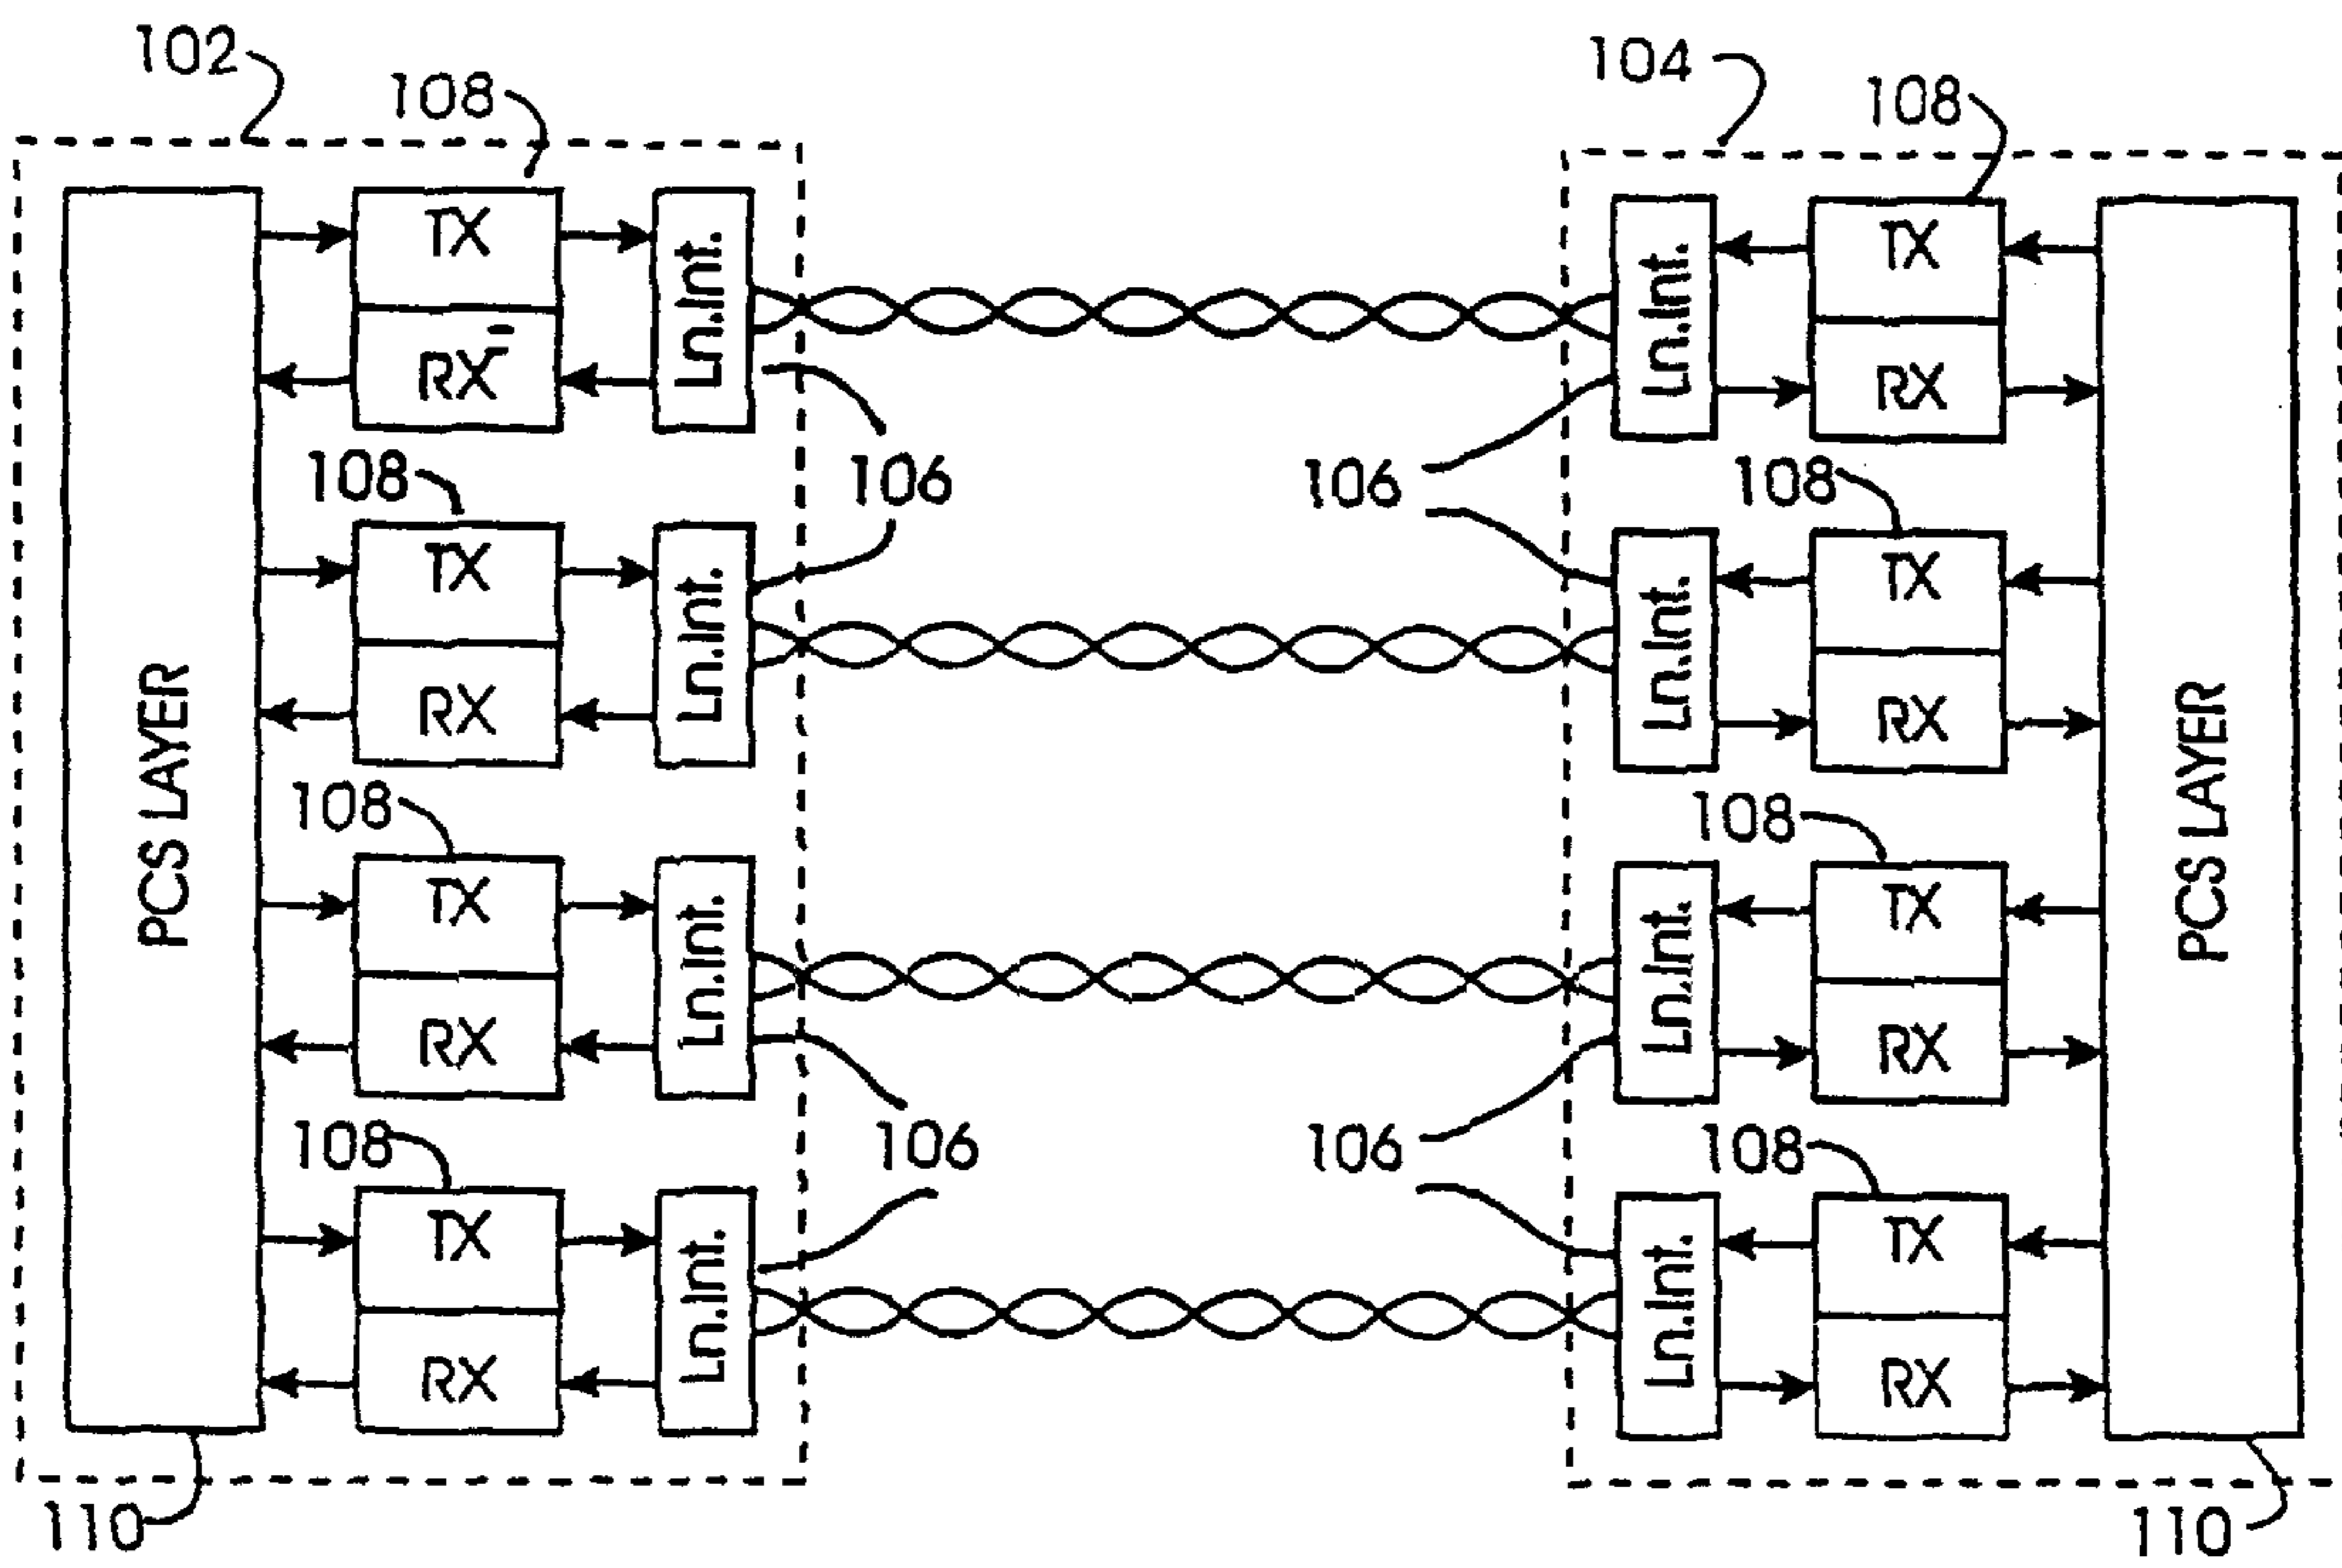 102
108
104
108
TX
RX
Ln.Int.
Ln.Int.
TX
RX
106
106
108
108
TX
RX
Ln.Int.
Ln.Int.
TX
RX
PCS LAYER
PCS LAYER
108
108
TX
RX
Ln.Int.
Ln.Int.
TX
RX
106
106
108
108
TX
RX
Ln.Int.
Ln.Int.
TX
RX
110
110